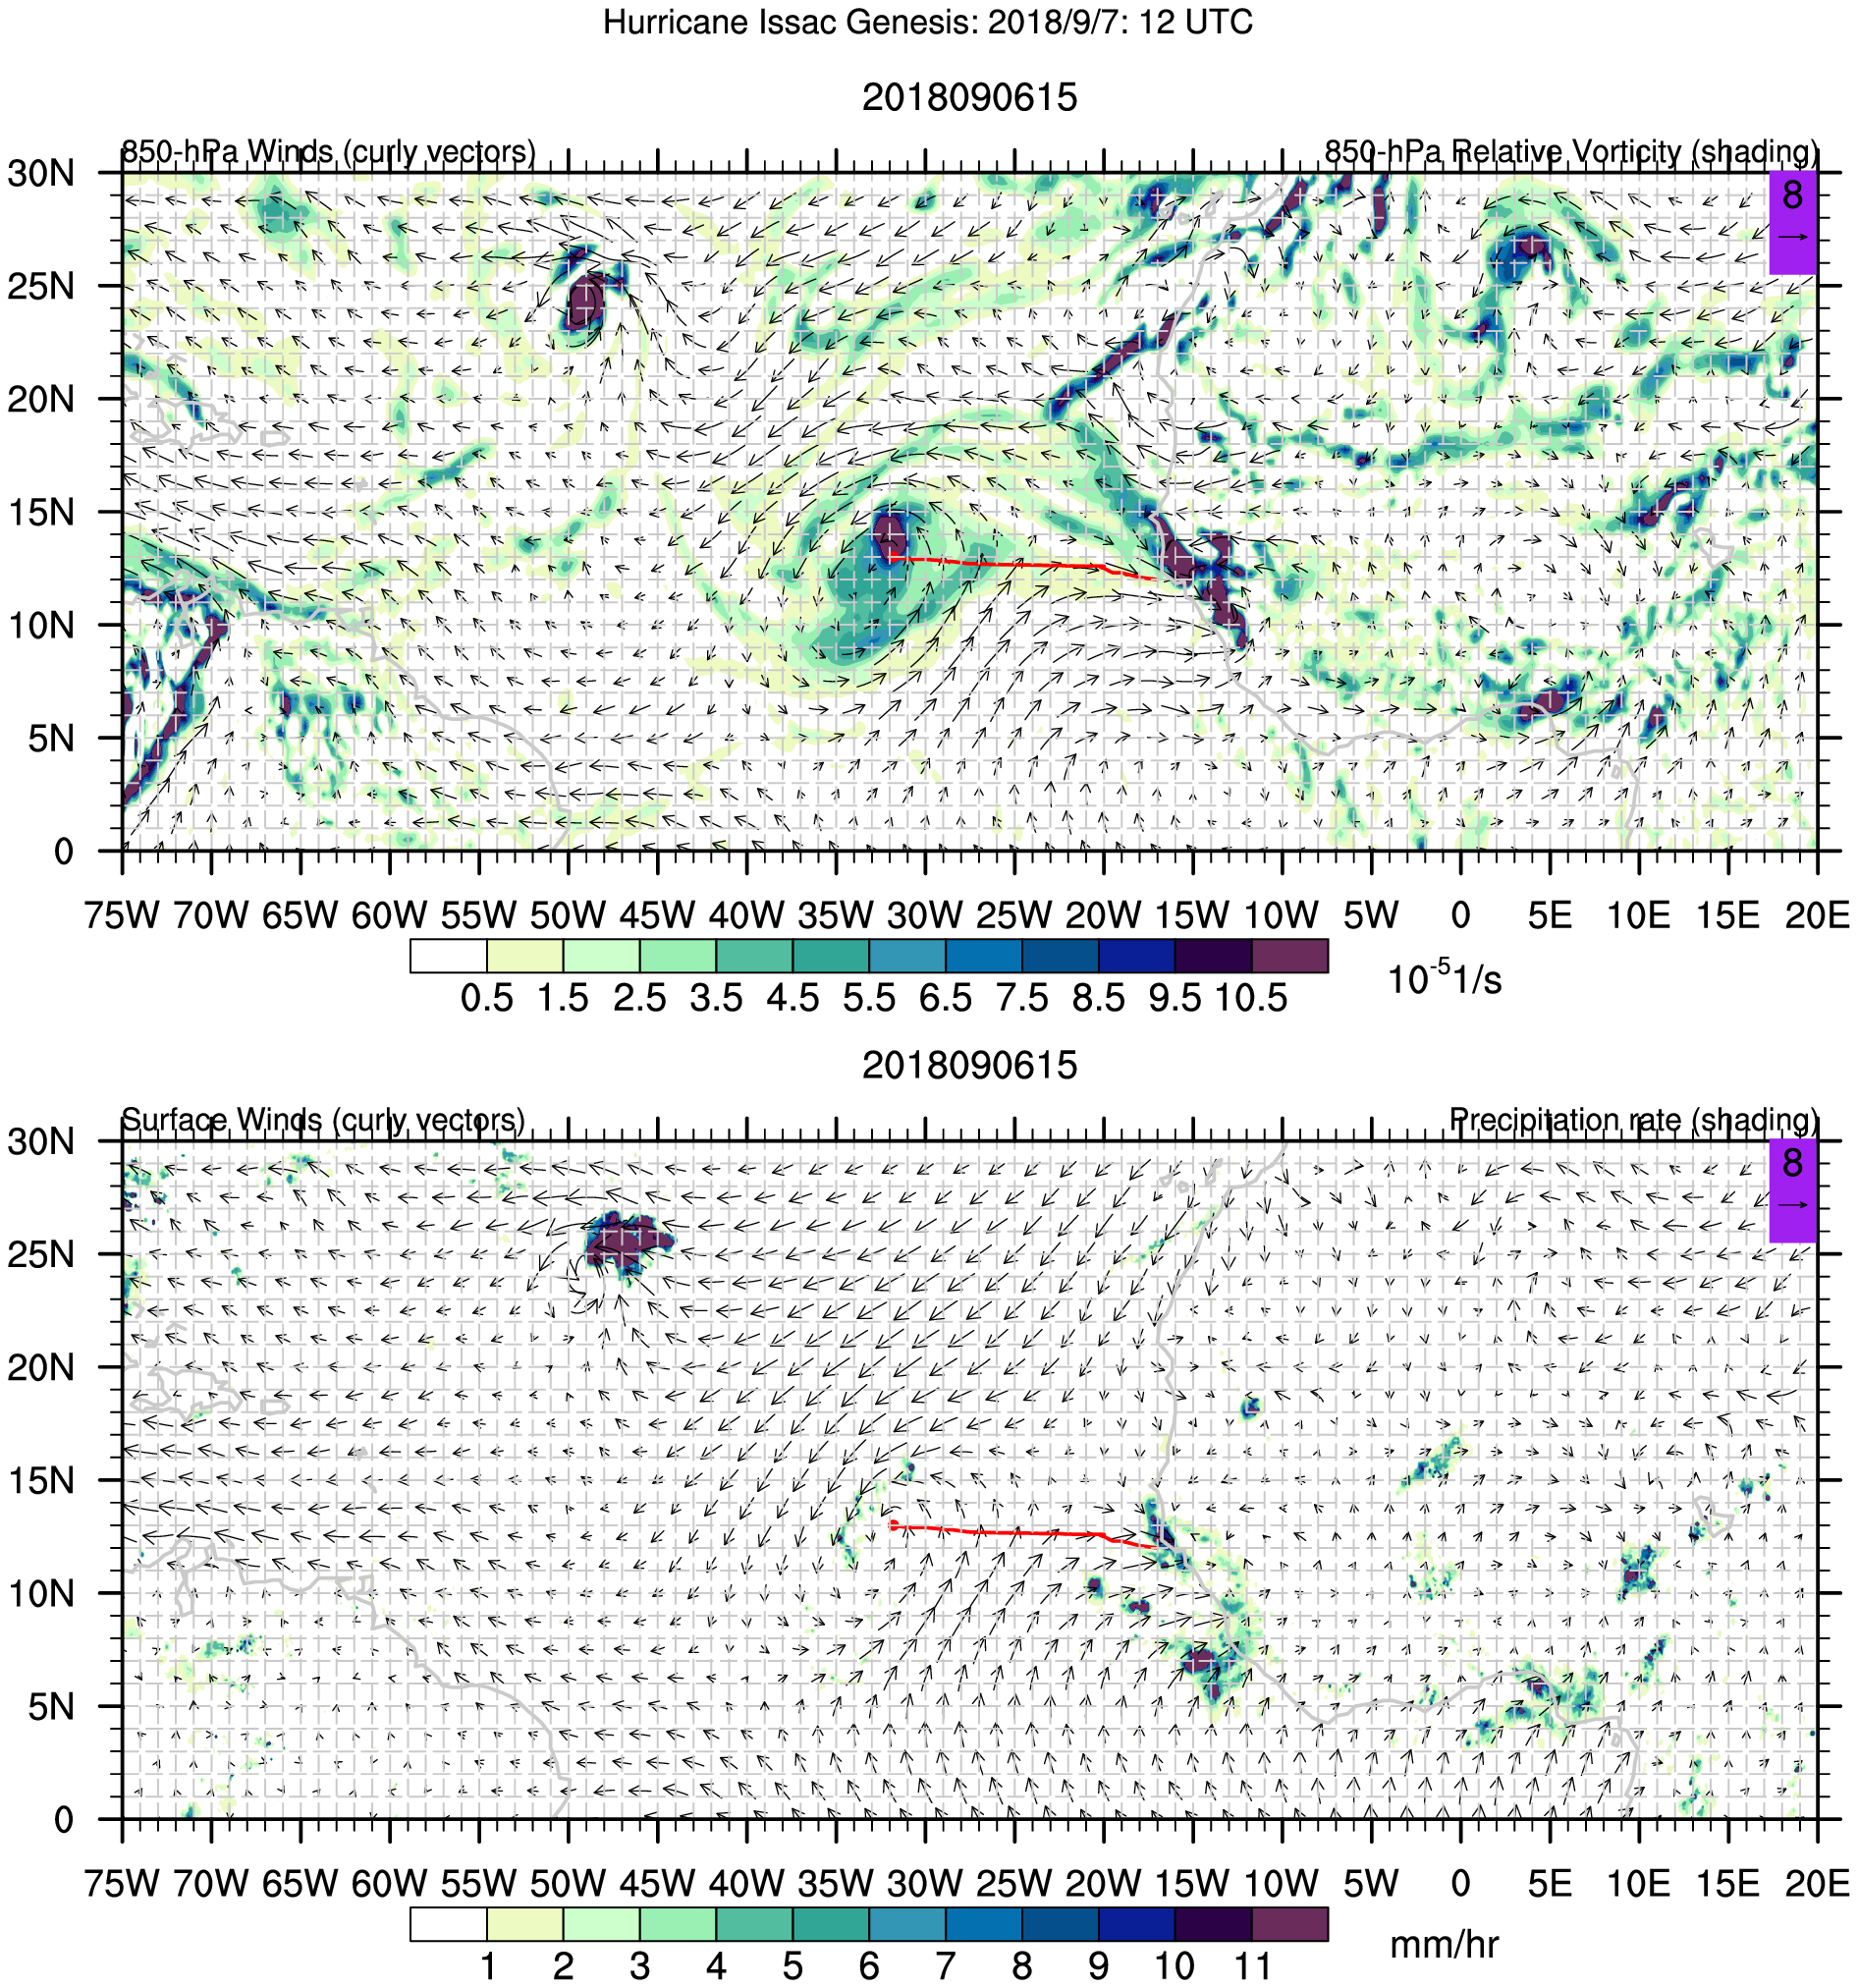 Hurricane Issac Genesis: 2018/9/7: 12 UTC
2018090615
850-hPa Winds (curly vectors) 850-hPa Relative Vorticity (shading)
8
30N
25N
20N
15N
10N
5N
0
75W 70W 65W 60W 55W 50W 45W 40W 35W 30W 25W 20W 15W 10W 5W 0 5E 10E 15E 20E
0.5 1.5 2.5 3.5 4.5 5.5 6.5 7.5 8.5 9.5 10.5
10⁻⁵1/s
2018090615
Surface Winds (curly vectors) Precipitation rate (shading)
8
30N
25N
20N
15N
10N
5N
0
75W 70W 65W 60W 55W 50W 45W 40W 35W 30W 25W 20W 15W 10W 5W 0 5E 10E 15E 20E
1 2 3 4 5 6 7 8 9 10 11
mm/hr